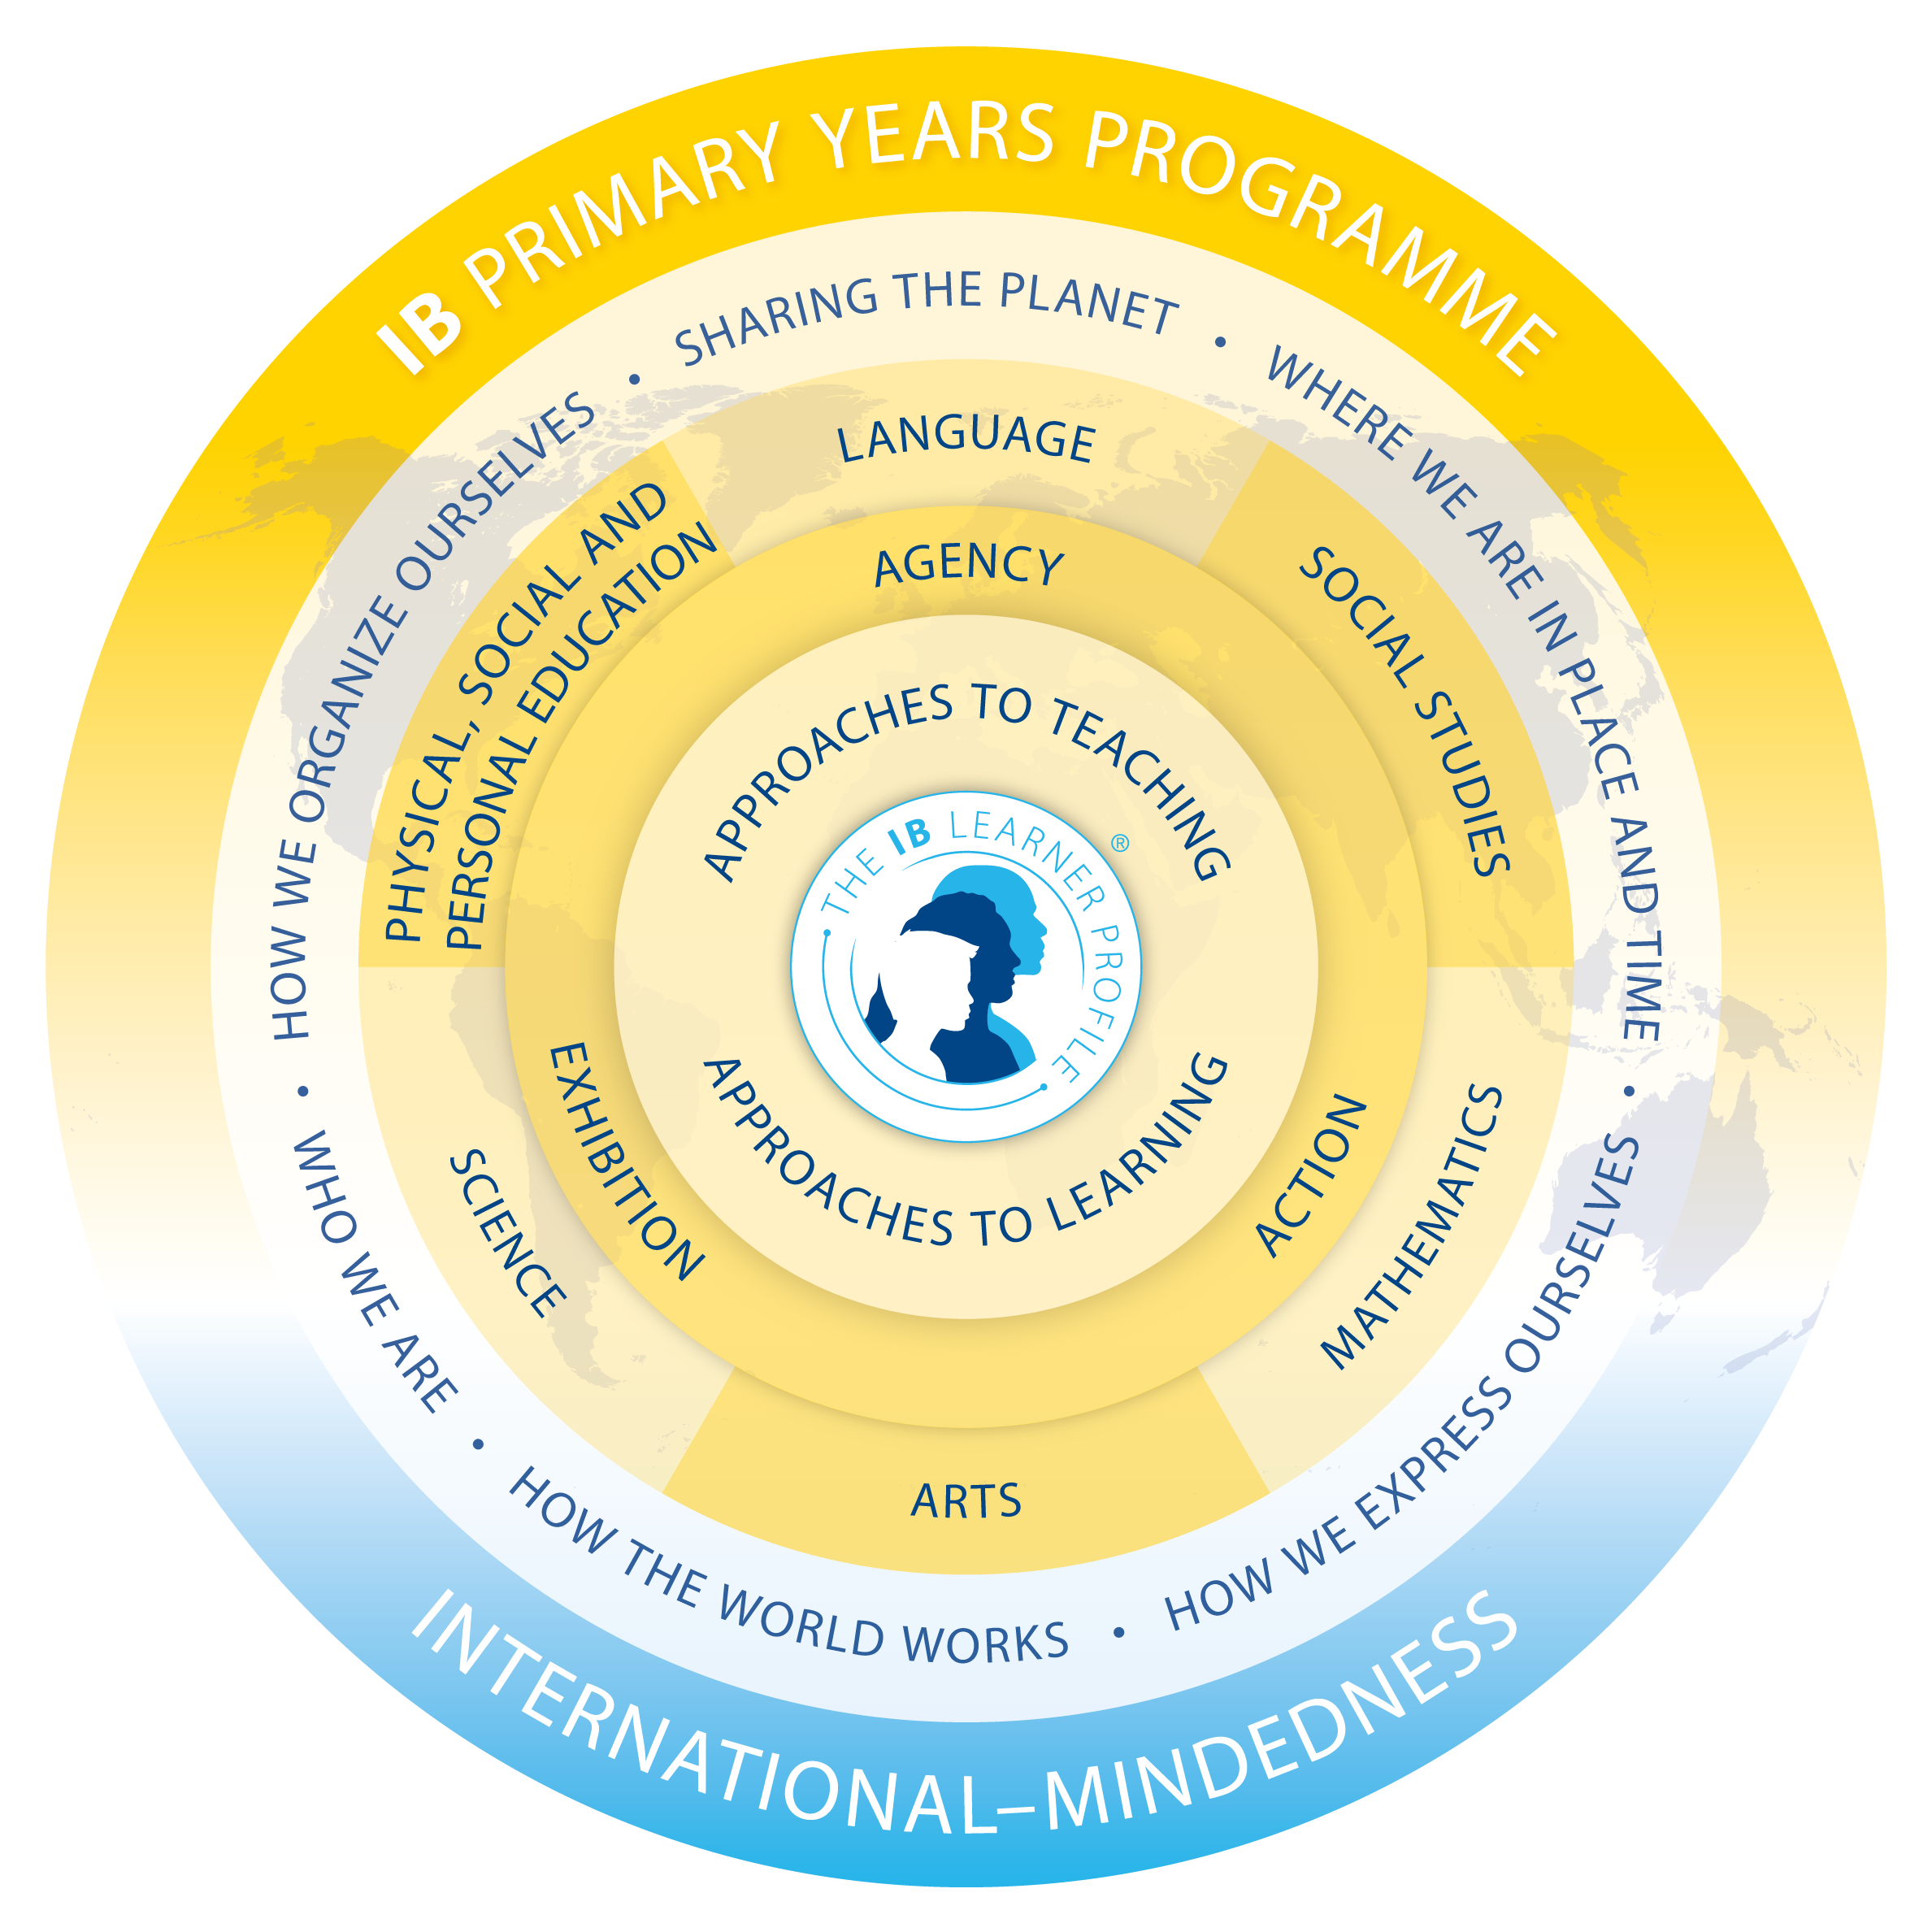 IB PRIMARY YEARS PROGRAMME
SHARING THE PLANET • WHERE WE ARE IN PLACE AND TIME • HOW WE EXPRESS OURSELVES • HOW THE WORLD WORKS • WHO WE ARE • HOW WE ORGANIZE OURSELVES •
LANGUAGE
SOCIAL STUDIES
MATHEMATICS
ARTS
SCIENCE
PHYSICAL, SOCIAL AND
PERSONAL EDUCATION
AGENCY
ACTION
EXHIBITION
APPROACHES TO TEACHING
THE IB LEARNER PROFILE ®
APPROACHES TO LEARNING
INTERNATIONAL–MINDEDNESS